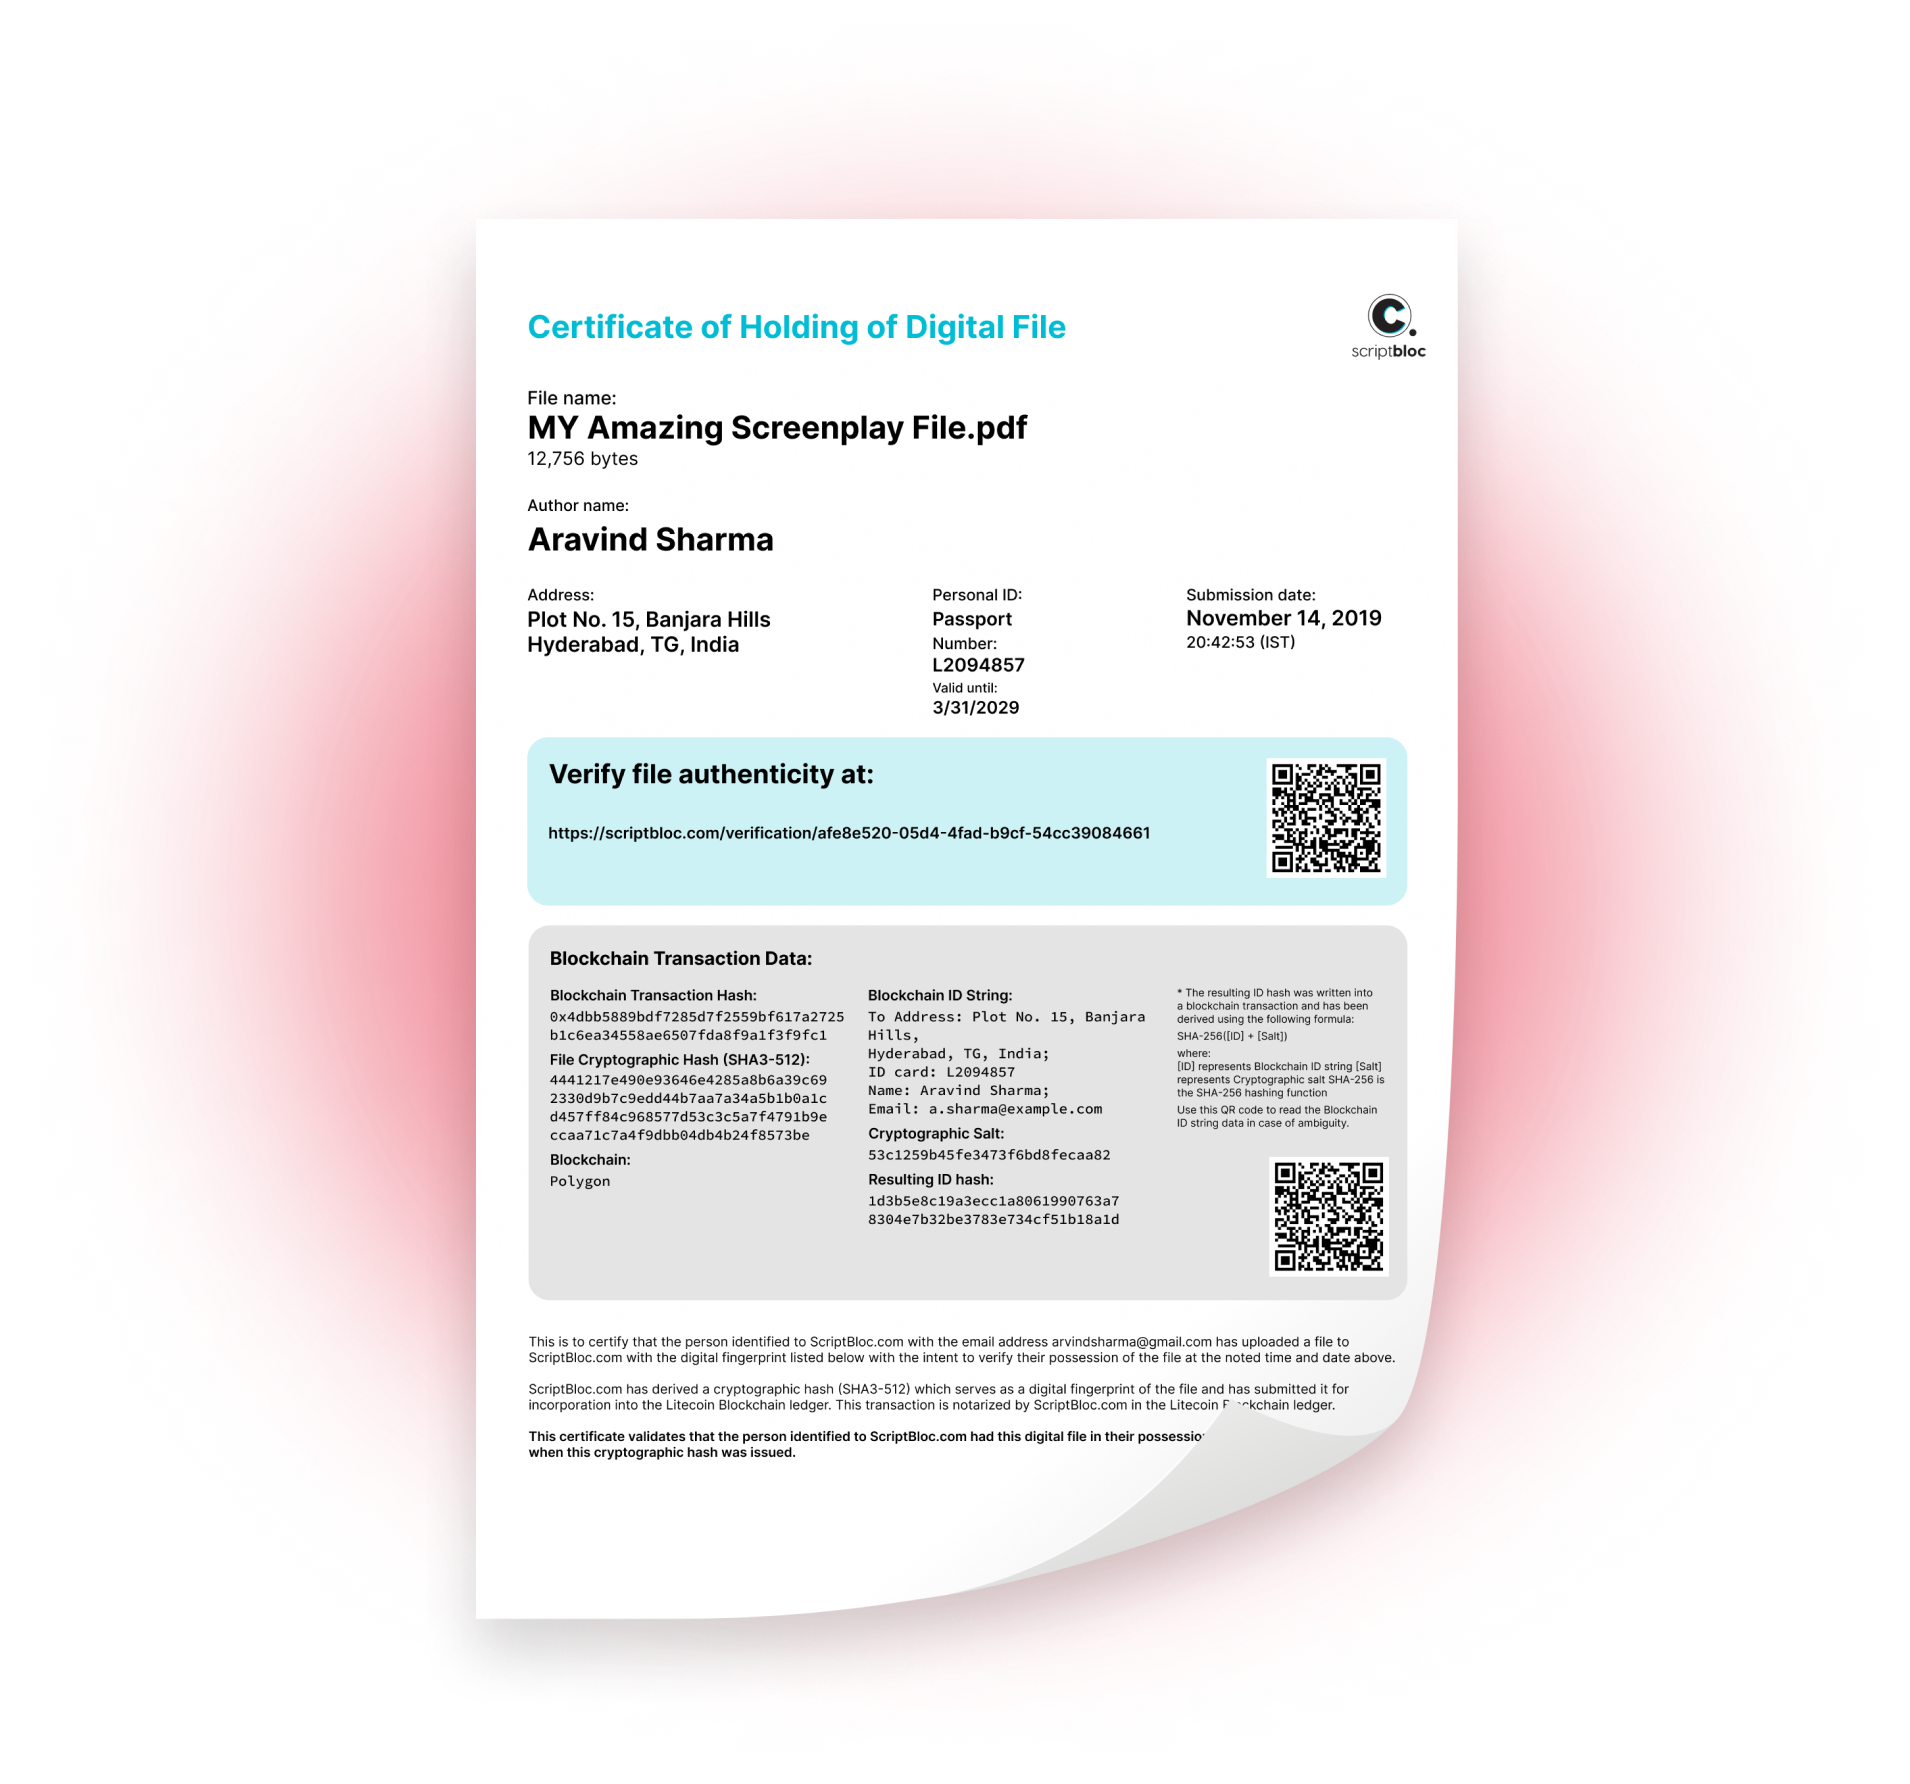 Certificate of Holding of Digital File
scriptbloc
File name:
MY Amazing Screenplay File.pdf
12,756 bytes
Author name:
Aravind Sharma
Address:
Plot No. 15, Banjara Hills
Hyderabad, TG, India
Personal ID:
Passport
Number:
L2094857
Valid until:
3/31/2029
Submission date:
November 14, 2019
20:42:53 (IST)
Verify file authenticity at:
https://scriptbloc.com/verification/afe8e520-05d4-4fad-b9cf-54cc39084661
Blockchain Transaction Data:
Blockchain Transaction Hash:
0x4dbb5889bdf7285d7f2559bf617a2725
b1c6ea34558ae6507fda8f9a1f3f9fc1
File Cryptographic Hash (SHA3-512):
4441217e490e93646e4285a8b6a39c69
2330d9b7c9edd44b7aa7a34a5b1b0a1c
d457ff84c968577d53c3c5a7f4791b9e
ccaa71c7a4f9dbb04db4b24f8573be
Blockchain:
Polygon
Blockchain ID String:
To Address: Plot No. 15, Banjara
Hills,
Hyderabad, TG, India;
ID card: L2094857
Name: Aravind Sharma;
Email: a.sharma@example.com
Cryptographic Salt:
53c1259b45fe3473f6bd8fecaa82
Resulting ID hash:
1d3b5e8c19a3ecc1a8061990763a7
8304e7b32be3783e734cf51b18a1d
* The resulting ID hash was written into
a blockchain transaction and has been
derived using the following formula:
SHA-256([ID] + [Salt])
where:
[ID] represents Blockchain ID string [Salt]
represents Cryptographic salt SHA-256 is
the SHA-256 hashing function
Use this QR code to read the Blockchain
ID string data in case of ambiguity.
This is to certify that the person identified to ScriptBloc.com with the email address arvindsharma@gmail.com has uploaded a file to
ScriptBloc.com with the digital fingerprint listed below with the intent to verify their possession of the file at the noted time and date above.
ScriptBloc.com has derived a cryptographic hash (SHA3-512) which serves as a digital fingerprint of the file and has submitted it for
incorporation into the Litecoin Blockchain ledger. This transaction is notarized by ScriptBloc.com in the Litecoin Blockchain ledger.
This certificate validates that the person identified to ScriptBloc.com had this digital file in their possession
when this cryptographic hash was issued.